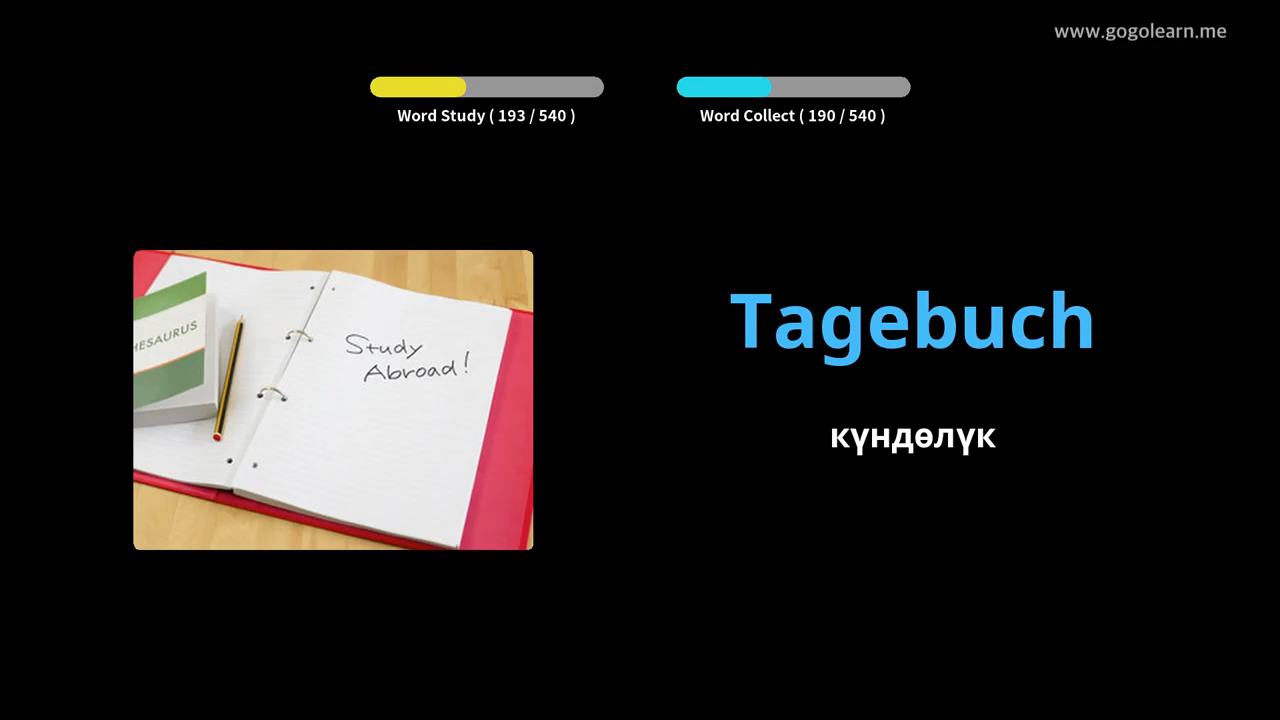 www.gogolearn.me
Word Study ( 193 / 540 )
Word Collect ( 190 / 540 )
HESAURUS
Study
Abroad!
Tagebuch
күндөлүк